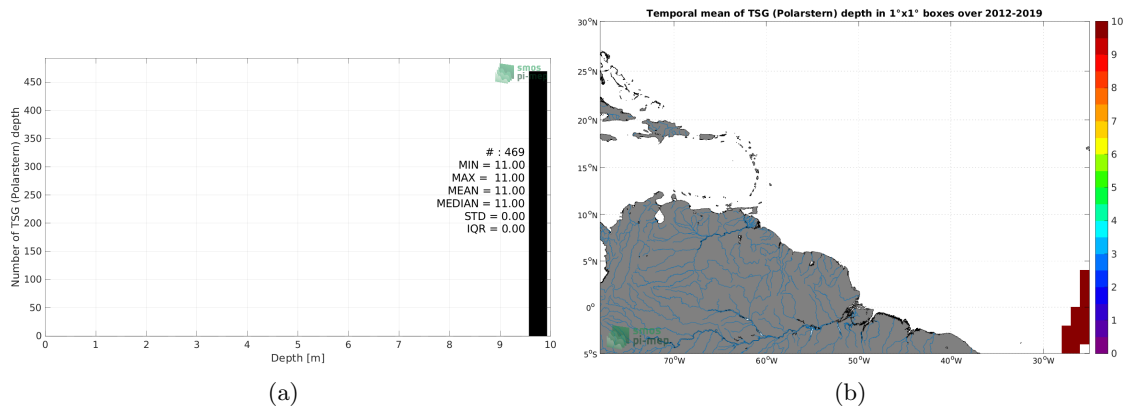 smos
pi-mep
Number of TSG (Polarstern) depth
450
400
350
300
250
200
150
100
50
0
# : 469
MIN = 11.00
MAX = 11.00
MEAN = 11.00
MEDIAN = 11.00
STD = 0.00
IQR = 0.00
0 1 2 3 4 5 6 7 8 9 10
Depth [m]
(a)
Temporal mean of TSG (Polarstern) depth in 1°x1° boxes over 2012-2019
30°N
25°N
20°N
15°N
10°N
5°N
0°
5°S
70°W 60°W 50°W 40°W 30°W
smos
pi-mep
10
9
8
7
6
5
4
3
2
1
0
(b)